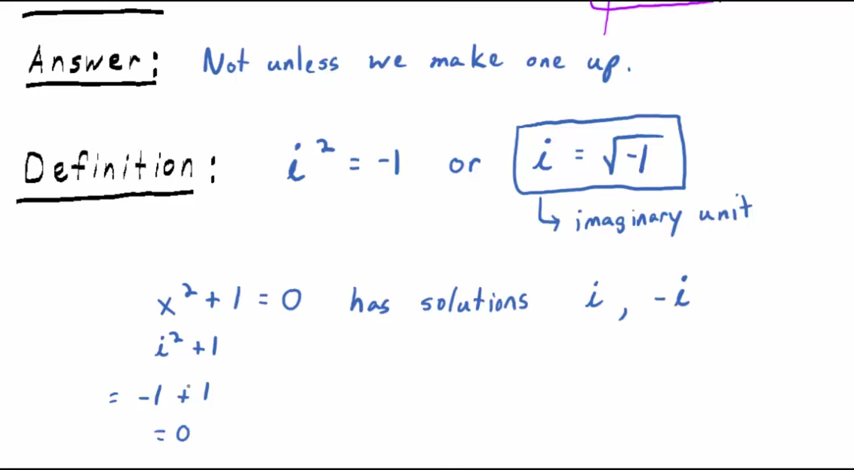 Answer: Not unless we make one up.
Definition: i² = -1 or i = √-1
↳ imaginary unit
x² + 1 = 0 has solutions i, -i
i² + 1
= -1 + 1
= 0